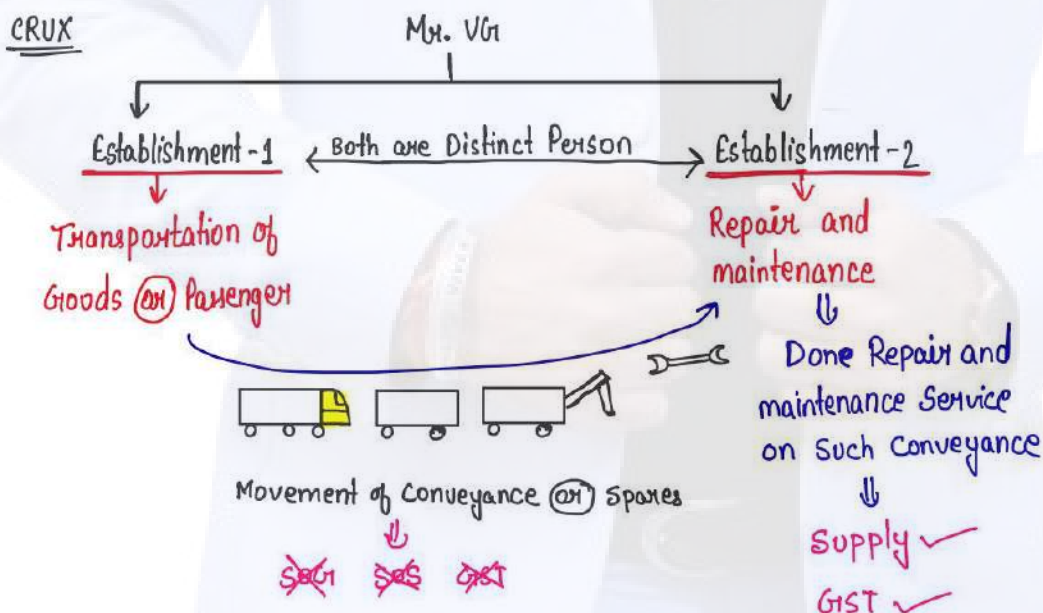 CRUX
Mr. VG
Establishment-1
Both are Distinct Person
Establishment-2
Transportation of
Goods or Passenger
Repair and
maintenance
Done Repair and
maintenance Service
on Such Conveyance
Movement of Conveyance or Spares
SOG SOS GST
Supply ✓
GST ✓